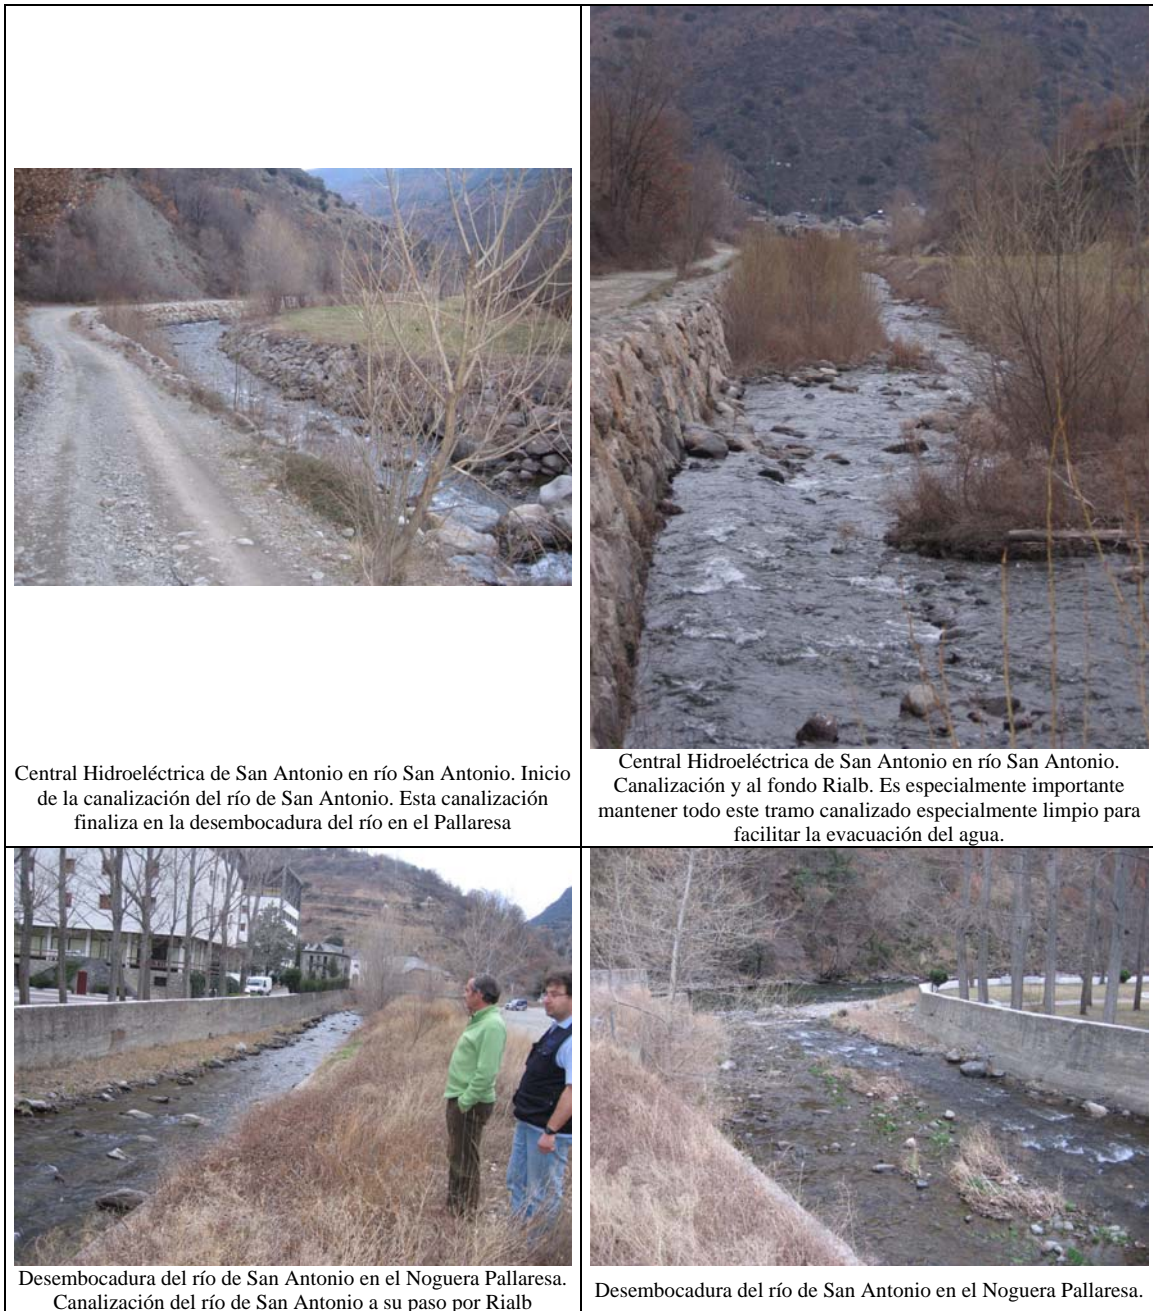 Central Hidroeléctrica de San Antonio en río San Antonio. Inicio
de la canalización del río de San Antonio. Esta canalización
finaliza en la desembocadura del río en el Pallaresa
Central Hidroeléctrica de San Antonio en río San Antonio.
Canalización y al fondo Rialb. Es especialmente importante
mantener todo este tramo canalizado especialmente limpio para
facilitar la evacuación del agua.
Desembocadura del río de San Antonio en el Noguera Pallaresa.
Canalización del río de San Antonio a su paso por Rialb
Desembocadura del río de San Antonio en el Noguera Pallaresa.